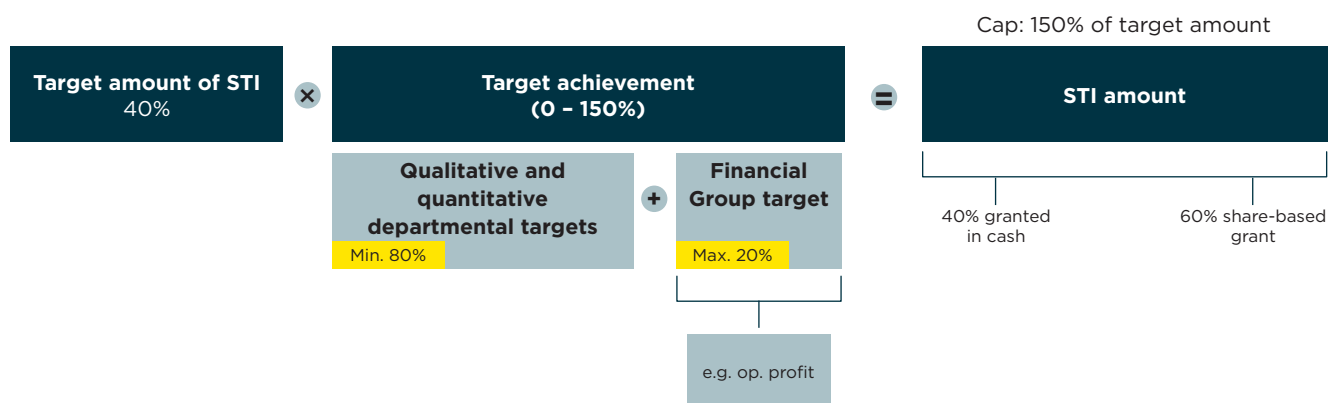 Cap: 150% of target amount
Target amount of STI
40%
×
Target achievement
(0 – 150%)
=
STI amount
Qualitative and
quantitative
departmental targets
Min. 80%
+
Financial
Group target
Max. 20%
40% granted
in cash
60% share-based
grant
e.g. op. profit